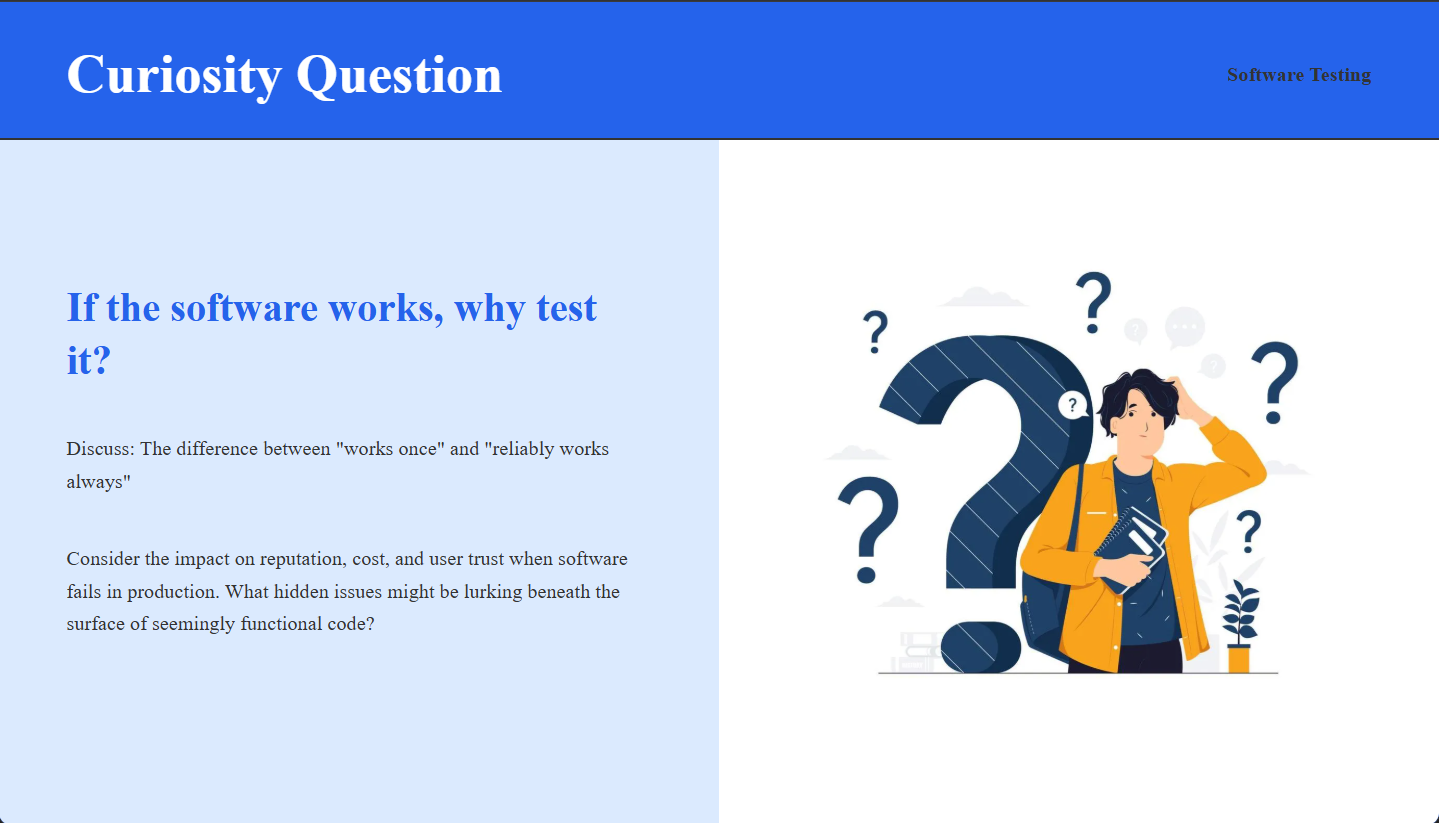 Curiosity Question
Software Testing
If the software works, why test
it?
Discuss: The difference between "works once" and "reliably works
always"
Consider the impact on reputation, cost, and user trust when software
fails in production. What hidden issues might be lurking beneath the
surface of seemingly functional code?
?
?
?
?
?
?
?
?
?